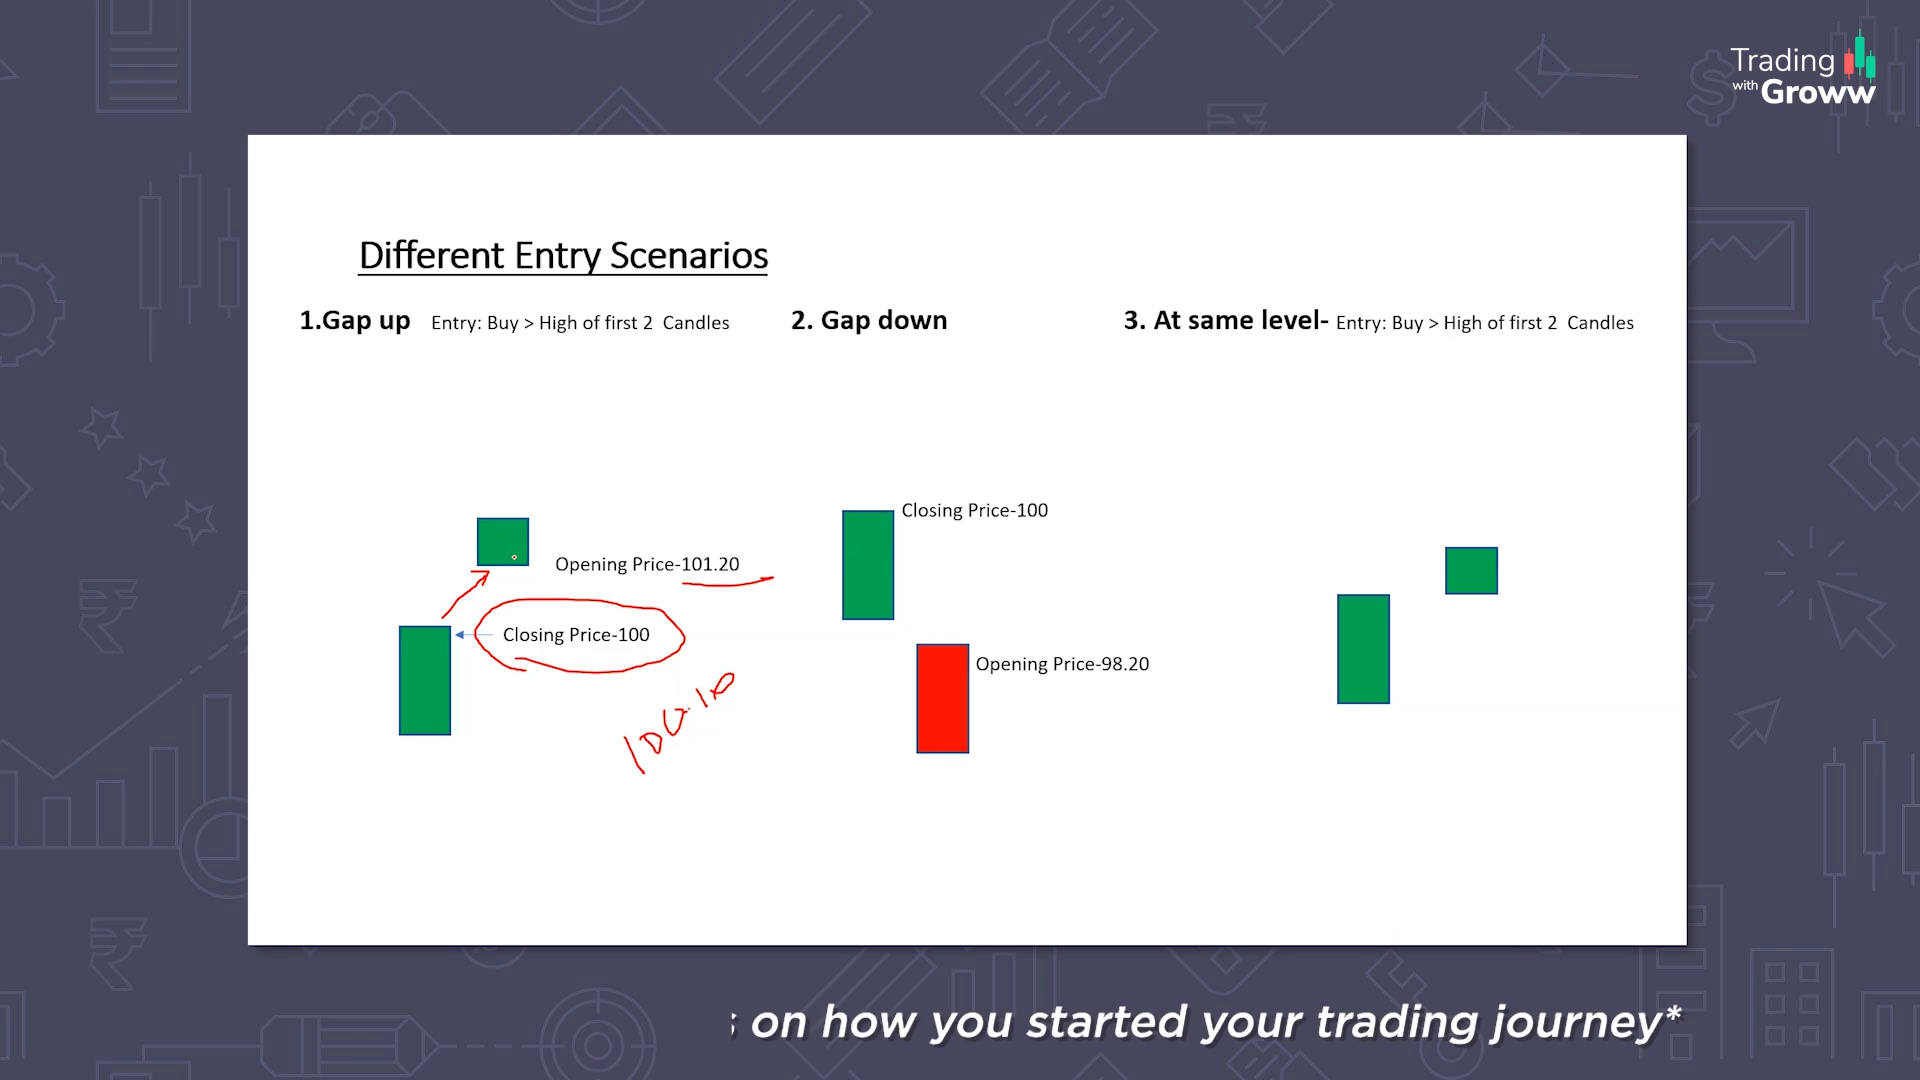 Trading
with Groww
Different Entry Scenarios
1.Gap up Entry: Buy > High of first 2 Candles
2. Gap down
3. At same level- Entry: Buy > High of first 2 Candles
Closing Price-100
Opening Price-101.20
Closing Price-100
Opening Price-98.20
on how you started your trading journey*